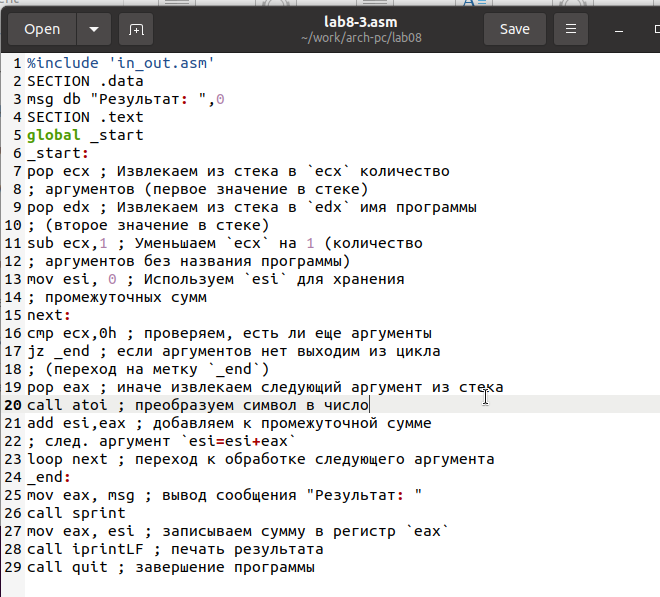 Open
lab8-3.asm
~/work/arch-pc/lab08
Save
1 %include 'in_out.asm'
2 SECTION .data
3 msg db "Результат: ",0
4 SECTION .text
5 global _start
6 _start:
7 pop ecx ; Извлекаем из стека в `ecx` количество
8 ; аргументов (первое значение в стеке)
9 pop edx ; Извлекаем из стека в `edx` имя программы
10 ; (второе значение в стеке)
11 sub ecx,1 ; Уменьшаем `ecx` на 1 (количество
12 ; аргументов без названия программы)
13 mov esi, 0 ; Используем `esi` для хранения
14 ; промежуточных сумм
15 next:
16 cmp ecx,0h ; проверяем, есть ли еще аргументы
17 jz _end ; если аргументов нет выходим из цикла
18 ; (переход на метку `_end`)
19 pop eax ; иначе извлекаем следующий аргумент из стека
20 call atoi ; преобразуем символ в число
21 add esi,eax ; добавляем к промежуточной сумме
22 ; след. аргумент `esi=esi+eax`
23 loop next ; переход к обработке следующего аргумента
24 _end:
25 mov eax, msg ; вывод сообщения "Результат: "
26 call sprint
27 mov eax, esi ; записываем сумму в регистр `eax`
28 call iprintLF ; печать результата
29 call quit ; завершение программы